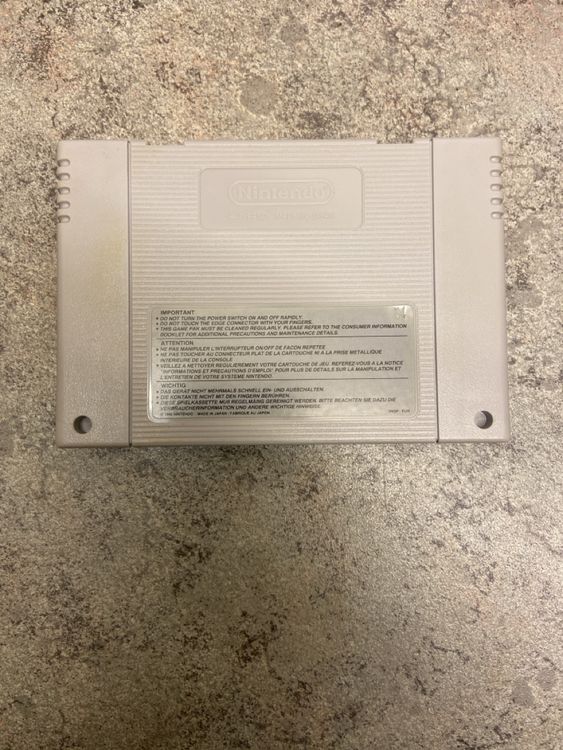 Nintendo
IMPORTANT
• DO NOT TURN THE POWER SWITCH ON AND OFF RAPIDLY.
• DO NOT TOUCH THE EDGE CONNECTOR WITH YOUR FINGERS.
• THIS GAME PAK MUST BE CLEANED REGULARLY. PLEASE REFER TO THE CONSUMER INFORMATION
BOOKLET FOR ADDITIONAL PRECAUTIONS AND MAINTENANCE DETAILS.
ATTENTION
• NE PAS MANIPULER L'INTERRUPTEUR ON/OFF DE FACON REPETEE
• NE PAS TOUCHER AU CONNECTEUR PLAT DE LA CARTOUCHE NI A LA PRISE METALLIQUE
INTERIEURE DE LA CONSOLE
• VEILLEZ A NETTOYER REGULIEREMENT VOTRE CARTOUCHE DE JEU: REFEREZ-VOUS A LA NOTICE
"INFORMATIONS ET PRECAUTIONS D'EMPLOI" POUR PLUS DE DETAILS SUR LA MANIPULATION ET
L'ENTRETIEN DE VOTRE SYSTEME NINTENDO.
WICHTIG
• DAS GERÄT NICHT MEHRMALS SCHNELL EIN- UND AUSSCHALTEN.
• DIE KONTAKTE NICHT MIT DEN FINGERN BERÜHREN.
• DIESE SPIELKASSETTE MUß REGELMÄßIG GEREINIGT WERDEN. BITTE BEACHTEN SIE DAZU DIE
VERBRAUCHERINFORMATION UND ANDERE WICHTIGE HINWEISE.
NINTENDO MADE IN JAPAN / FABRIQUE AU JAPON